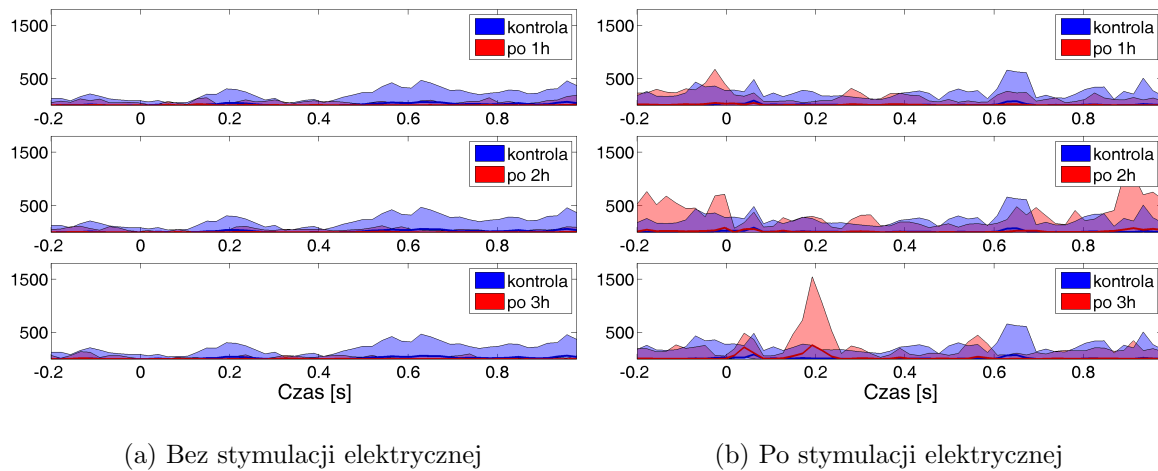 1500
500
-0.2 0 0.2 0.4 0.6 0.8
kontrola
po 1h
1500
500
-0.2 0 0.2 0.4 0.6 0.8
kontrola
po 2h
1500
500
-0.2 0 0.2 0.4 0.6 0.8
kontrola
po 3h
Czas [s]
(a) Bez stymulacji elektrycznej
1500
500
-0.2 0 0.2 0.4 0.6 0.8
kontrola
po 1h
1500
500
-0.2 0 0.2 0.4 0.6 0.8
kontrola
po 2h
1500
500
-0.2 0 0.2 0.4 0.6 0.8
kontrola
po 3h
Czas [s]
(b) Po stymulacji elektrycznej